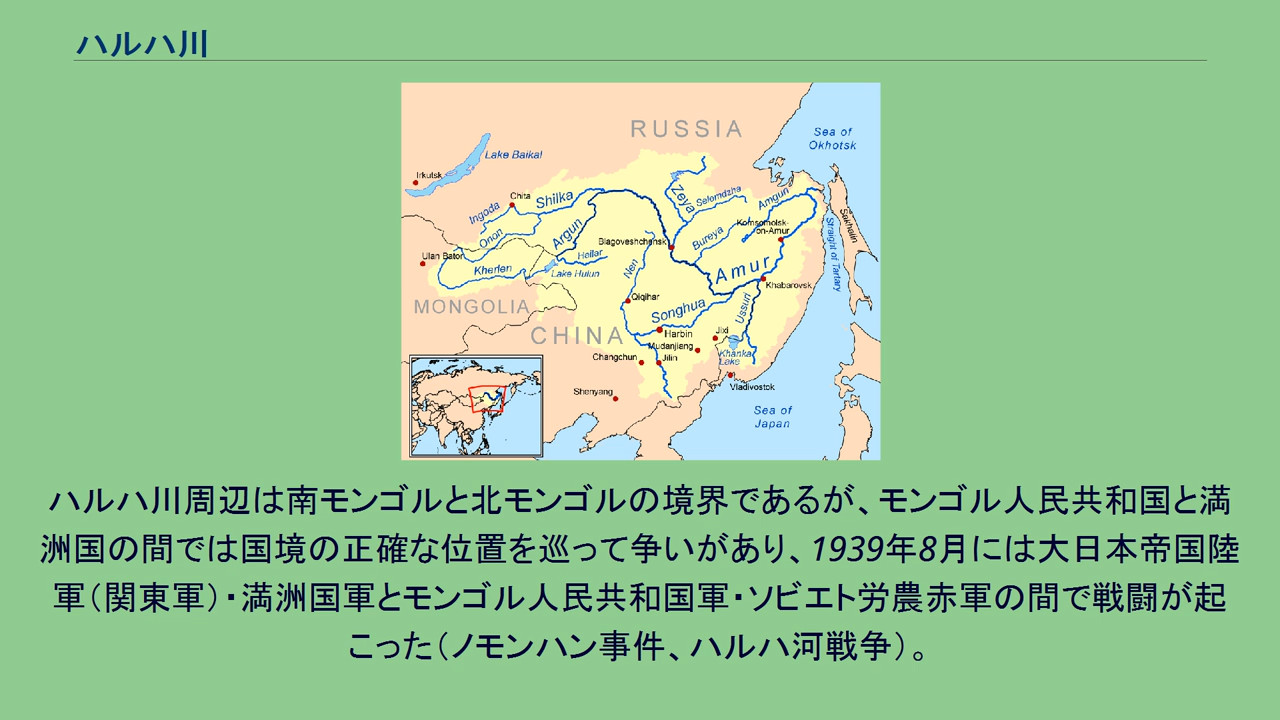 ハルハ川
RUSSIA
Sea of
Okhotsk
Lake Baikal
Irkutsk
Chita
Shilka
Ingoda
Onon
Argun
Zeya
Selemdzha
Amgun
Komsomolsk-
on-Amur
Sakhalin
Straight of Tartary
Blagoveshchensk
Bureya
Ulan Bator
Kherlen
Hailar
Lake Hulun
Nen
Amur
Khabarovsk
MONGOLIA
Qiqihar
Songhua
Ussuri
CHINA
Harbin
Jixi
Mudanjiang
Khanka
Lake
Changchun
Jilin
Vladivostok
Shenyang
Sea of
Japan
ハルハ川周辺は南モンゴルと北モンゴルの境界であるが、モンゴル人民共和国と満
洲国の間では国境の正確な位置を巡って争いがあり、1939年8月には大日本帝国陸
軍（関東軍）・満洲国軍とモンゴル人民共和国軍・ソビエト労農赤軍の間で戦闘が起
こった（ノモンハン事件、ハルハ河戦争）。